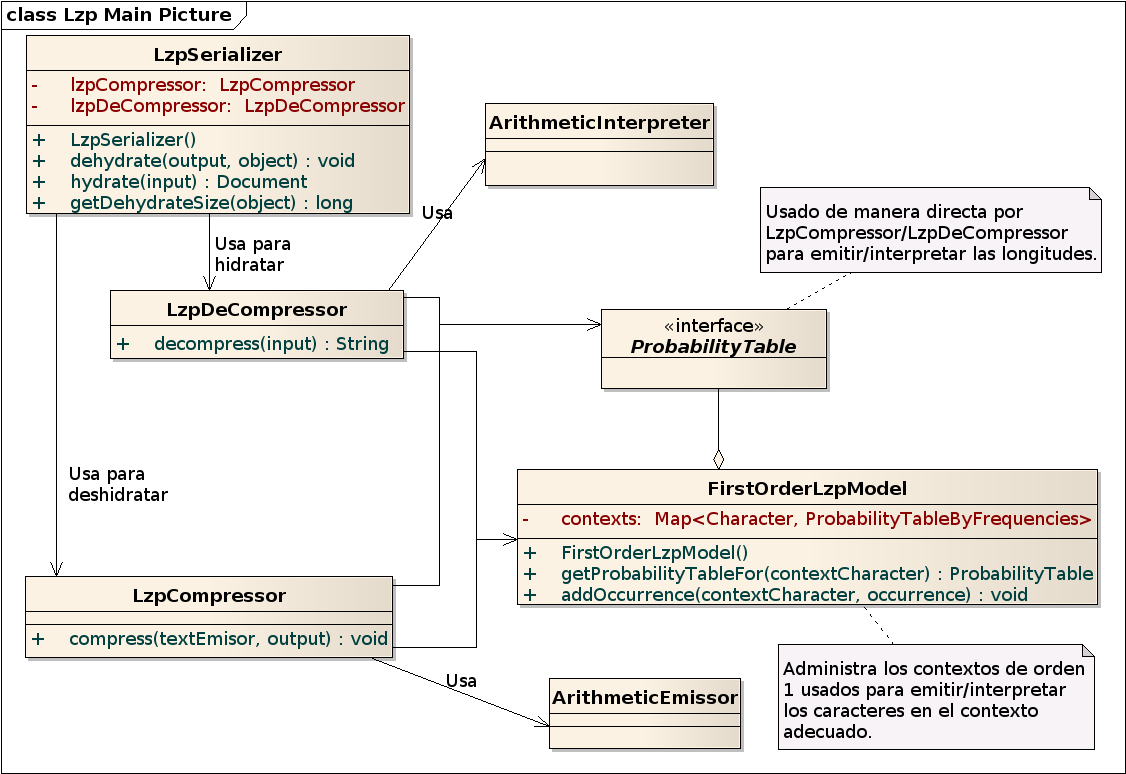 class Lzp Main Picture
LzpSerializer
- lzpCompressor: LzpCompressor
- lzpDeCompressor: LzpDeCompressor
+ LzpSerializer()
+ dehydrate(output, object) : void
+ hydrate(input) : Document
+ getDehydrateSize(object) : long
ArithmeticInterpreter
Usa
Usa para
hidratar
Usado de manera directa por
LzpCompressor/LzpDeCompressor
para emitir/interpretar las longitudes.
LzpDeCompressor
+ decompress(input) : String
«interface»
ProbabilityTable
Usa para
deshidratar
FirstOrderLzpModel
- contexts: Map<Character, ProbabilityTableByFrequencies>
+ FirstOrderLzpModel()
+ getProbabilityTableFor(contextCharacter) : ProbabilityTable
+ addOccurrence(contextCharacter, occurrence) : void
LzpCompressor
+ compress(textEmisor, output) : void
Usa
ArithmeticEmissor
Administra los contextos de orden
1 usados para emitir/interpretar
los caracteres en el contexto
adecuado.